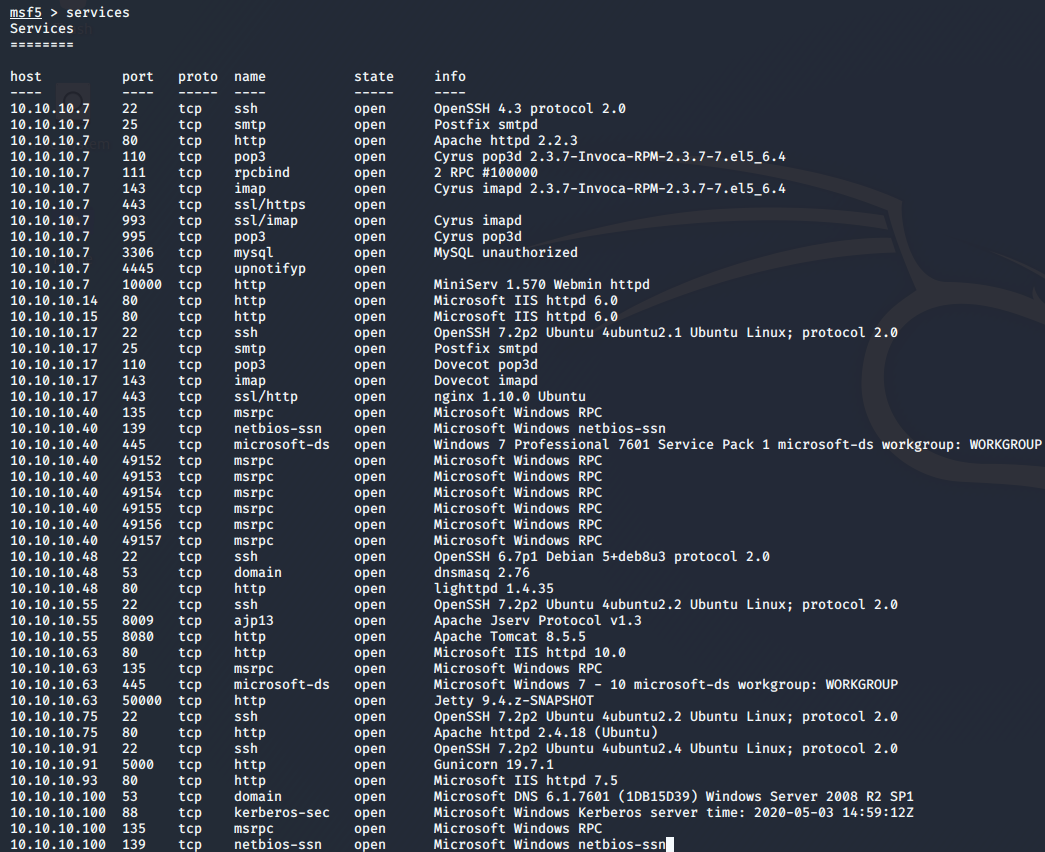 msf5 > services
Services
========
host port proto name state info
---- ---- ----- ---- ----- ----
10.10.10.7 22 tcp ssh open OpenSSH 4.3 protocol 2.0
10.10.10.7 25 tcp smtp open Postfix smtpd
10.10.10.7 80 tcp http open Apache httpd 2.2.3
10.10.10.7 110 tcp pop3 open Cyrus pop3d 2.3.7-Invoca-RPM-2.3.7-7.el5_6.4
10.10.10.7 111 tcp rpcbind open 2 RPC #100000
10.10.10.7 143 tcp imap open Cyrus imapd 2.3.7-Invoca-RPM-2.3.7-7.el5_6.4
10.10.10.7 443 tcp ssl/https open
10.10.10.7 993 tcp ssl/imap open Cyrus imapd
10.10.10.7 995 tcp pop3 open Cyrus pop3d
10.10.10.7 3306 tcp mysql open MySQL unauthorized
10.10.10.7 4445 tcp upnotifyp open
10.10.10.7 10000 tcp http open MiniServ 1.570 Webmin httpd
10.10.10.14 80 tcp http open Microsoft IIS httpd 6.0
10.10.10.15 80 tcp http open Microsoft IIS httpd 6.0
10.10.10.17 22 tcp ssh open OpenSSH 7.2p2 Ubuntu 4ubuntu2.1 Ubuntu Linux; protocol 2.0
10.10.10.17 25 tcp smtp open Postfix smtpd
10.10.10.17 110 tcp pop3 open Dovecot pop3d
10.10.10.17 143 tcp imap open Dovecot imapd
10.10.10.17 443 tcp ssl/http open nginx 1.10.0 Ubuntu
10.10.10.40 135 tcp msrpc open Microsoft Windows RPC
10.10.10.40 139 tcp netbios-ssn open Microsoft Windows netbios-ssn
10.10.10.40 445 tcp microsoft-ds open Windows 7 Professional 7601 Service Pack 1 microsoft-ds workgroup: WORKGROUP
10.10.10.40 49152 tcp msrpc open Microsoft Windows RPC
10.10.10.40 49153 tcp msrpc open Microsoft Windows RPC
10.10.10.40 49154 tcp msrpc open Microsoft Windows RPC
10.10.10.40 49155 tcp msrpc open Microsoft Windows RPC
10.10.10.40 49156 tcp msrpc open Microsoft Windows RPC
10.10.10.40 49157 tcp msrpc open Microsoft Windows RPC
10.10.10.48 22 tcp ssh open OpenSSH 6.7p1 Debian 5+deb8u3 protocol 2.0
10.10.10.48 53 tcp domain open dnsmasq 2.76
10.10.10.48 80 tcp http open lighttpd 1.4.35
10.10.10.55 22 tcp ssh open OpenSSH 7.2p2 Ubuntu 4ubuntu2.2 Ubuntu Linux; protocol 2.0
10.10.10.55 8009 tcp ajp13 open Apache Jserv Protocol v1.3
10.10.10.55 8080 tcp http open Apache Tomcat 8.5.5
10.10.10.63 80 tcp http open Microsoft IIS httpd 10.0
10.10.10.63 135 tcp msrpc open Microsoft Windows RPC
10.10.10.63 445 tcp microsoft-ds open Microsoft Windows 7 - 10 microsoft-ds workgroup: WORKGROUP
10.10.10.63 50000 tcp http open Jetty 9.4.z-SNAPSHOT
10.10.10.75 22 tcp ssh open OpenSSH 7.2p2 Ubuntu 4ubuntu2.2 Ubuntu Linux; protocol 2.0
10.10.10.75 80 tcp http open Apache httpd 2.4.18 (Ubuntu)
10.10.10.91 22 tcp ssh open OpenSSH 7.2p2 Ubuntu 4ubuntu2.4 Ubuntu Linux; protocol 2.0
10.10.10.91 5000 tcp http open Gunicorn 19.7.1
10.10.10.93 80 tcp http open Microsoft IIS httpd 7.5
10.10.10.100 53 tcp domain open Microsoft DNS 6.1.7601 (1DB15D39) Windows Server 2008 R2 SP1
10.10.10.100 88 tcp kerberos-sec open Microsoft Windows Kerberos server time: 2020-05-03 14:59:12Z
10.10.10.100 135 tcp msrpc open Microsoft Windows RPC
10.10.10.100 139 tcp netbios-ssn open Microsoft Windows netbios-ssn